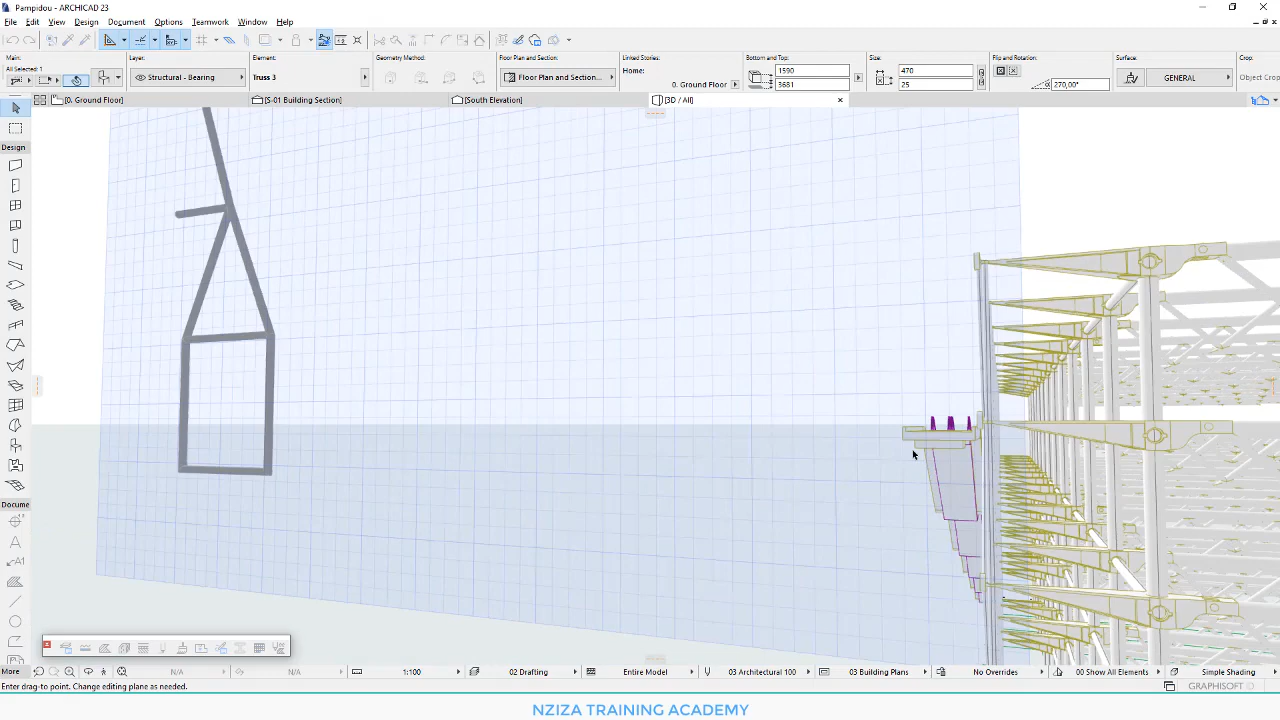 Pampidou - ARCHICAD 23
File Edit View Design Document Options Teamwork Window Help
Main:
All Selected: 1
Layer:
Structural - Bearing
Element:
Truss 3
Geometry Method:
Floor Plan and Section:
Floor Plan and Section...
Linked Stories:
Home:
0. Ground Floor
Bottom and Top:
1590
3681
Size:
470
25
Flip and Rotation:
270,00°
Surface:
GENERAL
Crop:
Object Crop
[0. Ground Floor]
[S-01 Building Section]
[South Elevation]
[3D / All]
Design
Docume
More
N/A
N/A
1:100
02 Drafting
Entire Model
03 Architectural 100
03 Building Plans
No Overrides
00 Show All Elements
Simple Shading
Enter drag-to point. Change editing plane as needed.
GRAPHISOFT
NZIZA TRAINING ACADEMY